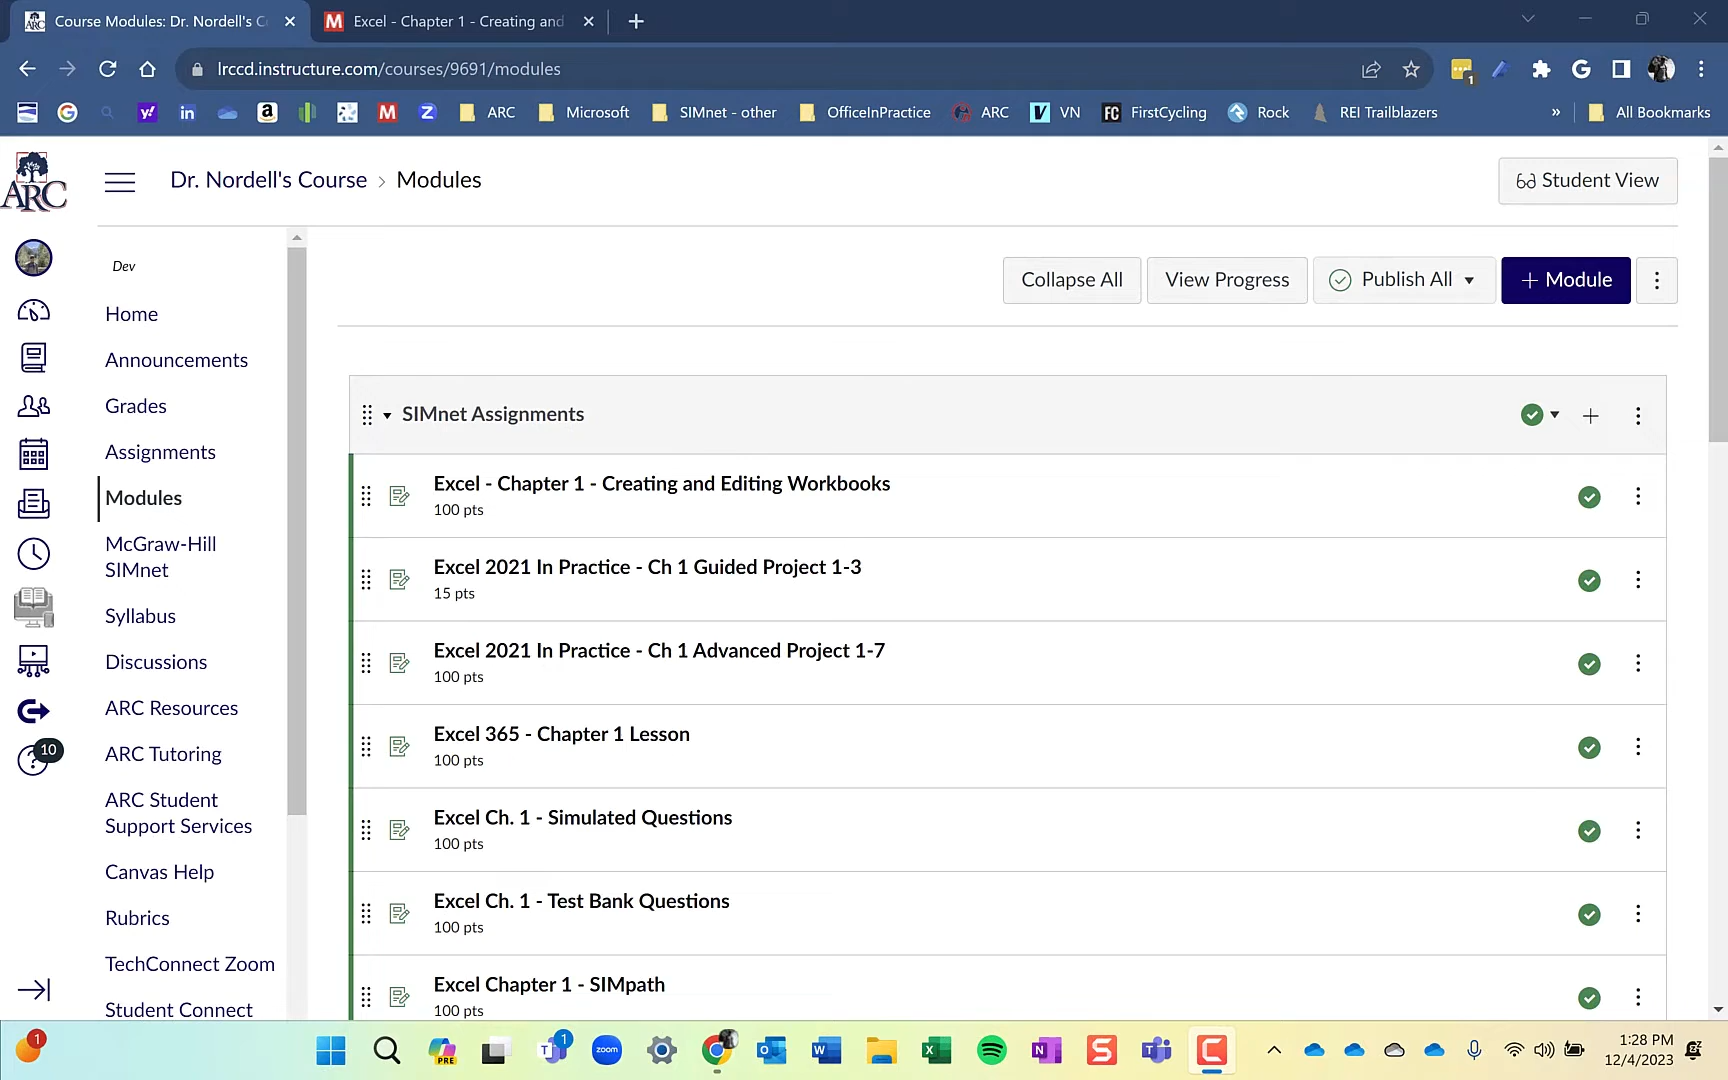 Course Modules: Dr. Nordell's C
Excel - Chapter 1 - Creating and
lrccd.instructure.com/courses/9691/modules
1
ARC
Microsoft
SIMnet - other
OfficeInPractice
ARC
VN
FirstCycling
Rock
REI Trailblazers
»
All Bookmarks
ARC
Dr. Nordell's Course > Modules
Student View
Dev
Collapse All
View Progress
Publish All
+ Module
Home
Announcements
Grades
Assignments
Modules
McGraw-Hill
SIMnet
Syllabus
Discussions
ARC Resources
10
ARC Tutoring
ARC Student
Support Services
Canvas Help
Rubrics
TechConnect Zoom
Student Connect
SIMnet Assignments
Excel - Chapter 1 - Creating and Editing Workbooks
100 pts
Excel 2021 In Practice - Ch 1 Guided Project 1-3
15 pts
Excel 2021 In Practice - Ch 1 Advanced Project 1-7
100 pts
Excel 365 - Chapter 1 Lesson
100 pts
Excel Ch. 1 - Simulated Questions
100 pts
Excel Ch. 1 - Test Bank Questions
100 pts
Excel Chapter 1 - SIMpath
100 pts
1
PRE
1
zoom
1:28 PM
12/4/2023